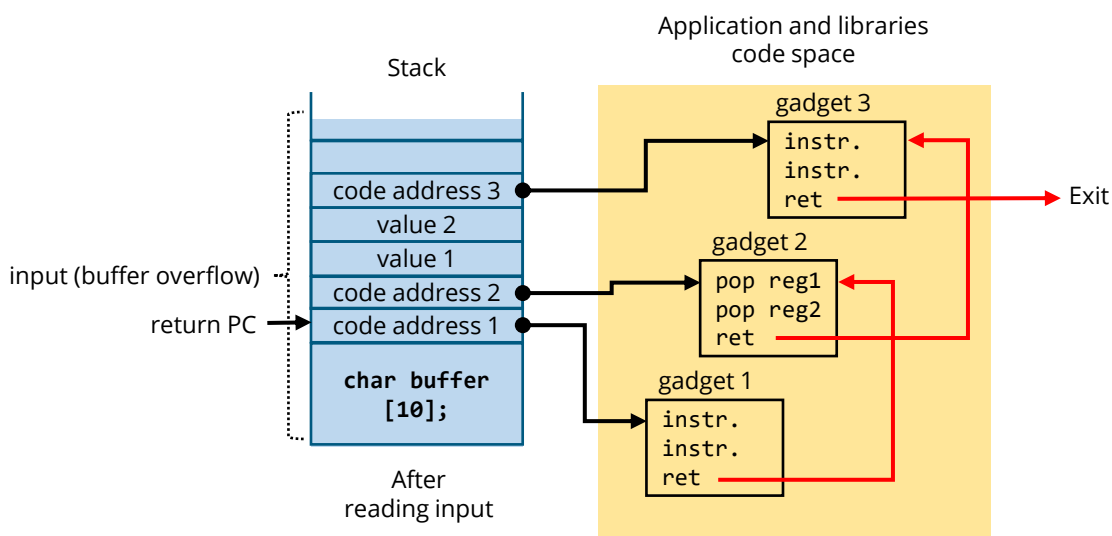 Application and libraries
code space
Stack
gadget 3
instr.
instr.
ret
Exit
code address 3
value 2
value 1
code address 2
code address 1
input (buffer overflow)
return PC
gadget 2
pop reg1
pop reg2
ret
char buffer
[10];
gadget 1
instr.
instr.
ret
After
reading input